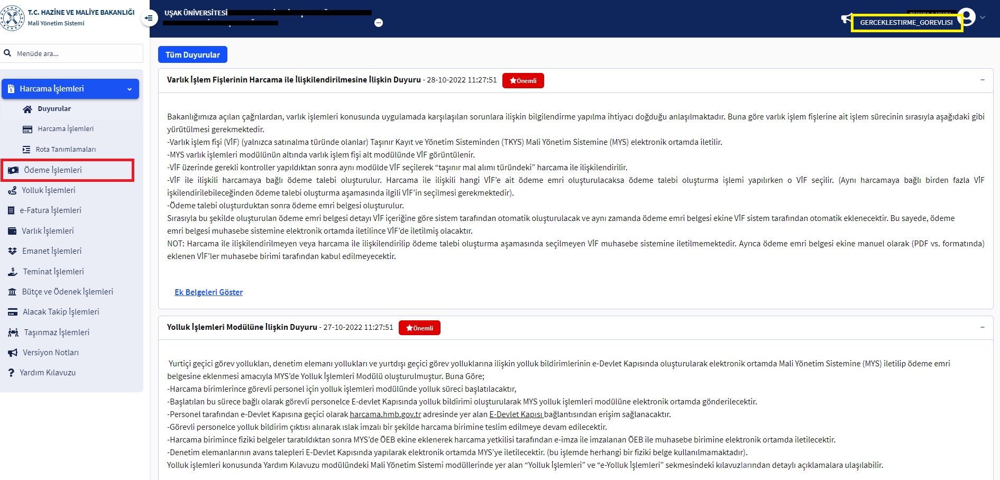 T.C. HAZİNE VE MALİYE BAKANLIĞI
Mali Yönetim Sistemi
UŞAK ÜNİVERSİTESİ
GERCEKLESTIRME_GOREVLISI
Menüde ara...
Harcama İşlemleri
Duyurular
Harcama İşlemleri
Rota Tanımlamaları
Ödeme İşlemleri
Yolluk İşlemleri
e-Fatura İşlemleri
Varlık İşlemleri
Emanet İşlemleri
Teminat İşlemleri
Bütçe ve Ödenek İşlemleri
Alacak Takip İşlemleri
Taşınmaz İşlemleri
Versiyon Notları
Yardım Kılavuzu
Tüm Duyurular
Varlık İşlem Fişlerinin Harcama ile İlişkilendirilmesine İlişkin Duyuru - 28-10-2022 11:27:51 Önemli
Bakanlığımıza açılan çağrılardan, varlık işlemleri konusunda uygulamada karşılaşılan sorunlara ilişkin bilgilendirme yapılma ihtiyacı doğduğu anlaşılmaktadır. Buna göre varlık işlem fişlerine ait işlem sürecinin sırasıyla aşağıdaki gibi
yürütülmesi gerekmektedir.
-Varlık işlem fişi (VİF) (yalnızca satınalma türünde olanlar) Taşınır Kayıt ve Yönetim Sisteminden (TKYS) Mali Yönetim Sistemine (MYS) elektronik ortamda iletilir.
-MYS varlık işlemleri modülünün altında varlık işlem fişi alt modülünde VİF görüntülenir.
-VİF üzerinde gerekli kontroller yapıldıktan sonra aynı modülde VİF seçilerek “taşınır mal alımı türündeki” harcama ile ilişkilendirilir.
-VİF ile ilişkili harcamaya bağlı ödeme talebi oluşturulur. Harcama ile ilişkili hangi VİF’e ait ödeme emri oluşturulacaksa ödeme talebi oluşturma işlemi yapılırken o VİF seçilir. (Aynı harcamaya bağlı birden fazla VİF
işkilendirilebileceğinden ödeme talebi oluşturma aşamasında ilgili VİF’in seçilmesi gerekmektedir).
-Ödeme talebi oluşturduktan sonra ödeme emri belgesi oluşturulur.
Sırasıyla bu şekilde oluşturulan ödeme emri belgesi detayı VİF içeriğine göre sistem tarafından otomatik oluşturulacak ve aynı zamanda ödeme emri belgesi ekine VİF sistem tarafından otomatik eklenecektir. Bu sayede, ödeme
emri belgesi muhasebe sistemine elektronik ortamda iletilince VİF’de iletilmiş olacaktır.
NOT: Harcama ile ilişkilendirilmeyen veya harcama ile ilişkilendirilip ödeme talebi oluşturma aşamasında seçilmeyen VİF muhasebe sistemine iletilmemektedir. Ayrıca ödeme emri belgesi ekine manuel olarak (PDF vs. formatında)
eklenen VİF’ler muhasebe birimi tarafından kabul edilmeyecektir.
Ek Belgeleri Göster
Yolluk İşlemleri Modülüne İlişkin Duyuru - 27-10-2022 11:27:51 Önemli
Yurtiçi geçici görev yollukları, denetim elemanı yollukları ve yurtdışı geçici görev yolluklarına ilişkin yolluk bildirimlerinin e-Devlet Kapısında oluşturularak elektronik ortamda Mali Yönetim Sistemine (MYS) iletilip ödeme emri
belgesine eklenmesi amacıyla MYS’de Yolluk İşlemleri Modülü oluşturulmuştur. Buna Göre;
-Harcama birimlerince görevli personel için yolluk işlemleri modülünde yolluk süreci başlatılacaktır,
-Başlatılan bu sürece bağlı olarak görevli personelce E-devlet Kapısında yolluk bildirimi oluşturularak MYS yolluk işlemleri modülüne elektronik ortamda gönderilecektir.
-Personel tarafından e-Devlet Kapısına geçici olarak harcama.hmb.gov.tr adresinde yer alan E-Devlet Kapısı bağlantısından erişim sağlanacaktır.
-Görevli personelce yolluk bildirim çıktısı alınarak ıslak imzalı bir şekilde harcama birimine teslim edilmeye devam edilecektir.
-Harcama birimince fiziki belgeler taratıldıktan sonra MYS’de ÖEB ekine eklenerek harcama yetkilisi tarafından e-imza ile imzalanan ÖEB ile muhasebe birimine elektronik ortamda iletilecektir.
-Denetim elemanlarının avans talepleri E-Devlet Kapısında yapılarak elektronik ortamda MYS’ye iletilecektir. (bu işlemde herhangi bir fiziki belge kullanılmamaktadır).
Yolluk işlemleri konusunda Yardım Kılavuzu modülündeki Mali Yönetim Sistemi modüllerinde yer alan “Yolluk İşlemleri” ve “e-Yolluk İşlemleri” sekmesindeki kılavuzlarından detaylı açıklamalara ulaşılabilir.